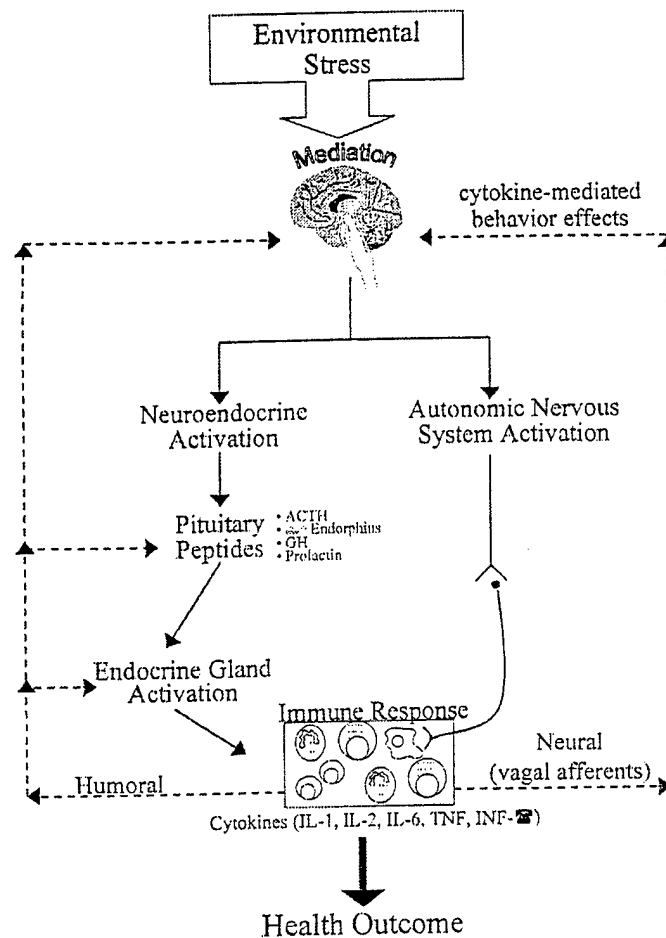 Environmental
Stress
Mediation
cytokine-mediated
behavior effects
Neuroendocrine
Activation
Autonomic Nervous
System Activation
Pituitary
Peptides
• ACTH
• Endorphius
• GH
• Prolactin
Endocrine Gland
Activation
Immune Response
Humoral
Neural
(vagal afferents)
Cytokines (IL-1, IL-2, IL-6, TNF, INF-☎)
Health Outcome